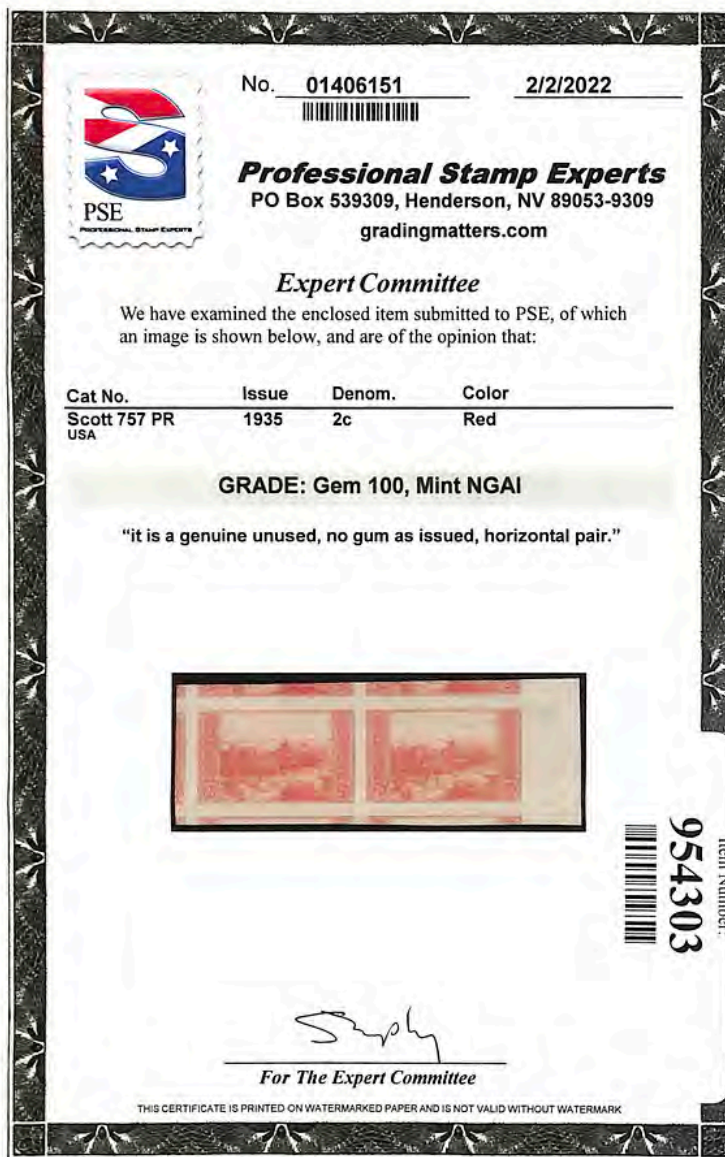 No. 01406151 2/2/2022
PSE
PROFESSIONAL STAMP EXPERTS
Professional Stamp Experts
PO Box 539309, Henderson, NV 89053-9309
gradingmatters.com
Expert Committee
We have examined the enclosed item submitted to PSE, of which
an image is shown below, and are of the opinion that:
Cat No. Issue Denom. Color
Scott 757 PR 1935 2c Red
USA
GRADE: Gem 100, Mint NGAI
“it is a genuine unused, no gum as issued, horizontal pair.”
Item Number:
954303
For The Expert Committee
THIS CERTIFICATE IS PRINTED ON WATERMARKED PAPER AND IS NOT VALID WITHOUT WATERMARK